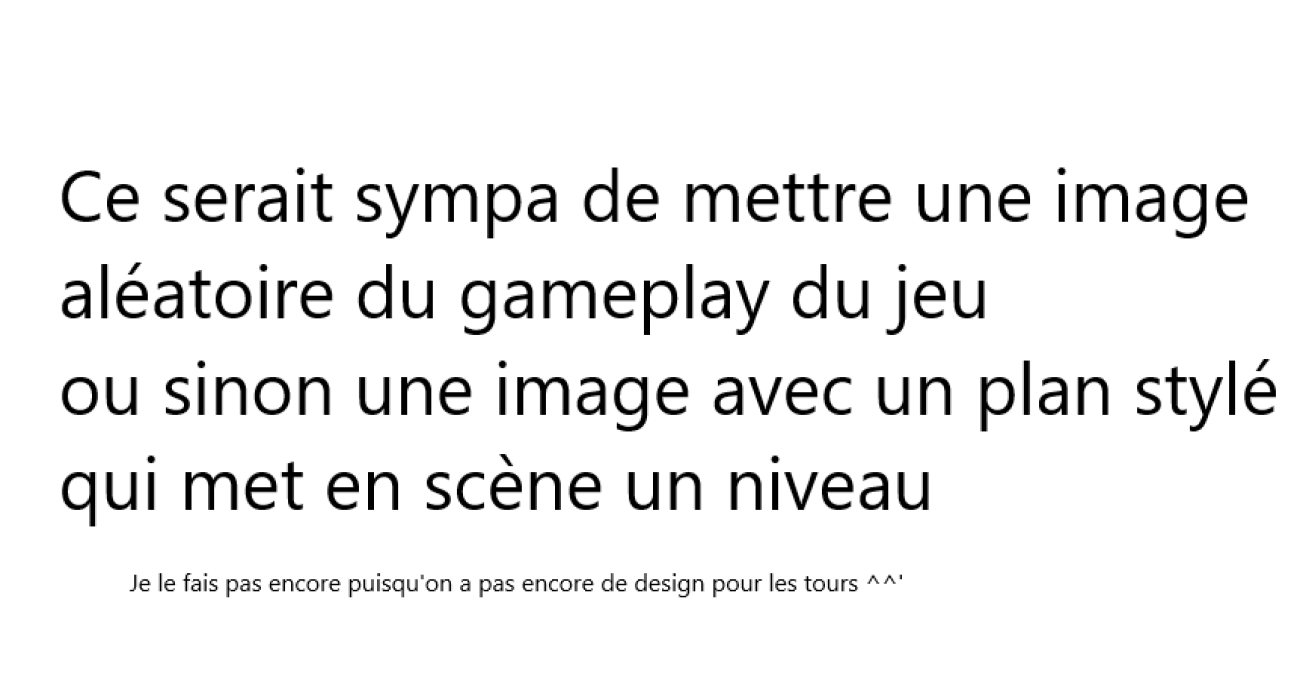 Ce serait sympa de mettre une image
aléatoire du gameplay du jeu
ou sinon une image avec un plan stylé
qui met en scène un niveau
Je le fais pas encore puisqu'on a pas encore de design pour les tours ^^'